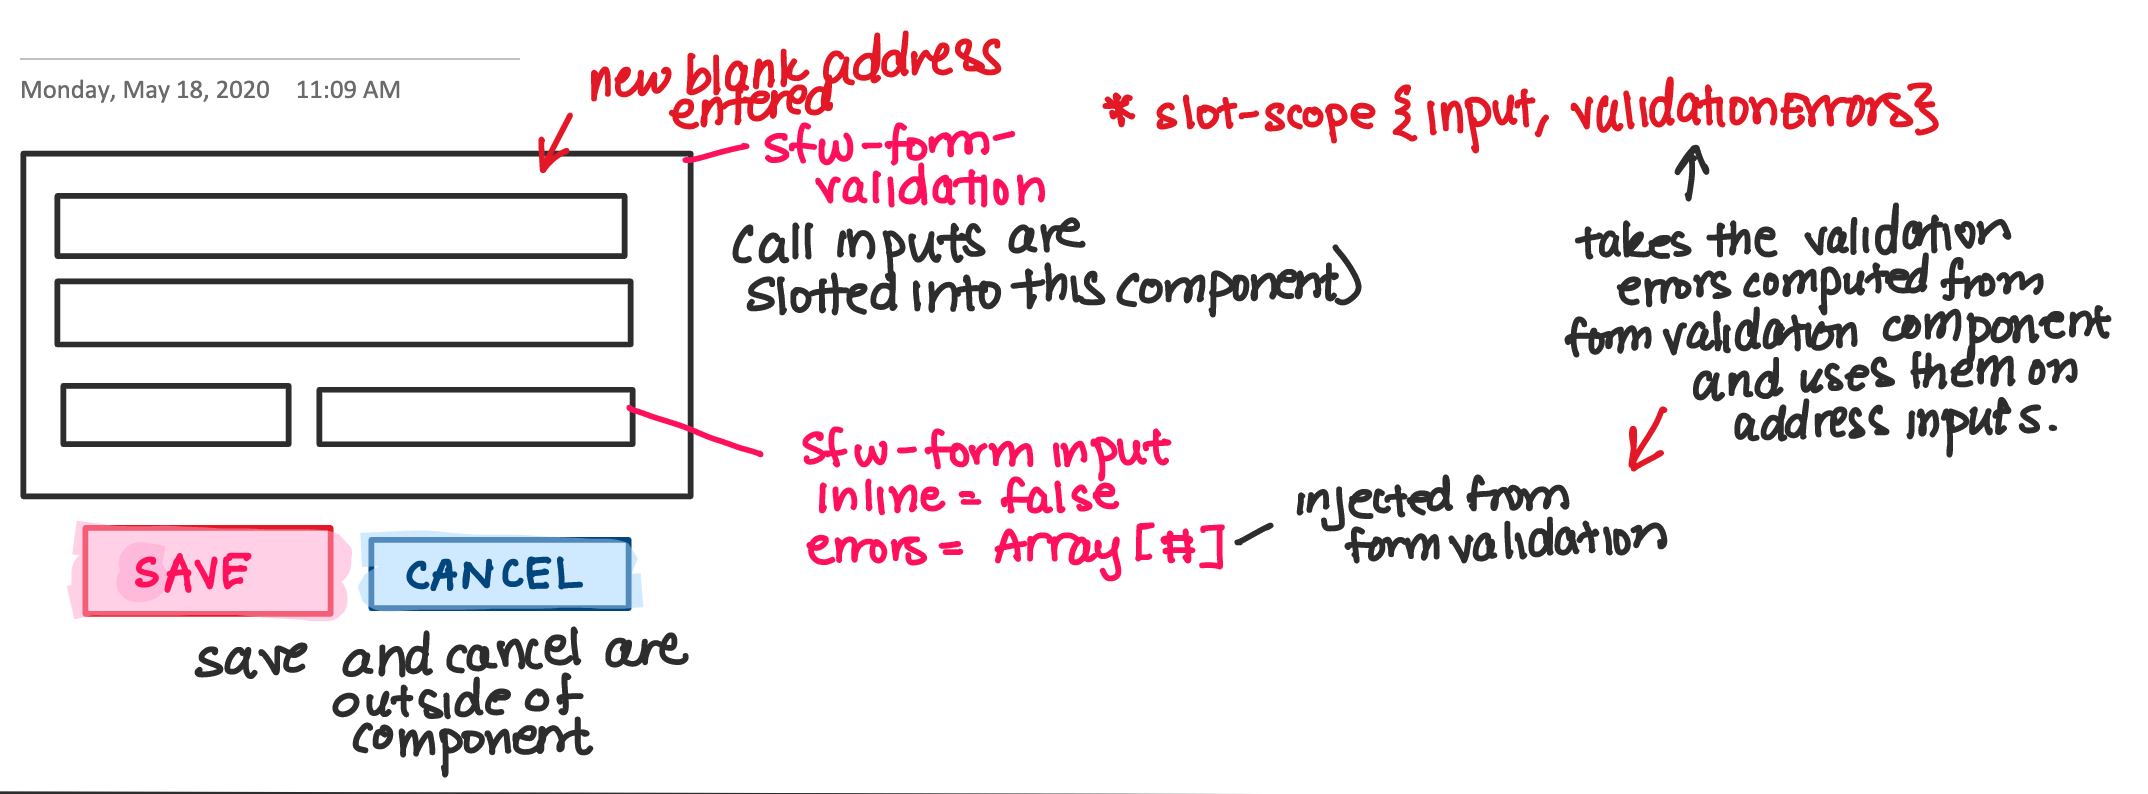 Monday, May 18, 2020 11:09 AM
new blank address
entered
* slot-scope { input, validationErrors }
sfw-form-
validation
(all inputs are
slotted into this component)
takes the validation
errors computed from
form validation component
and uses them on
address inputs.
sfw-form input
inline = false
errors = Array [#]
injected from
form validation
SAVE
CANCEL
save and cancel are
outside of
component